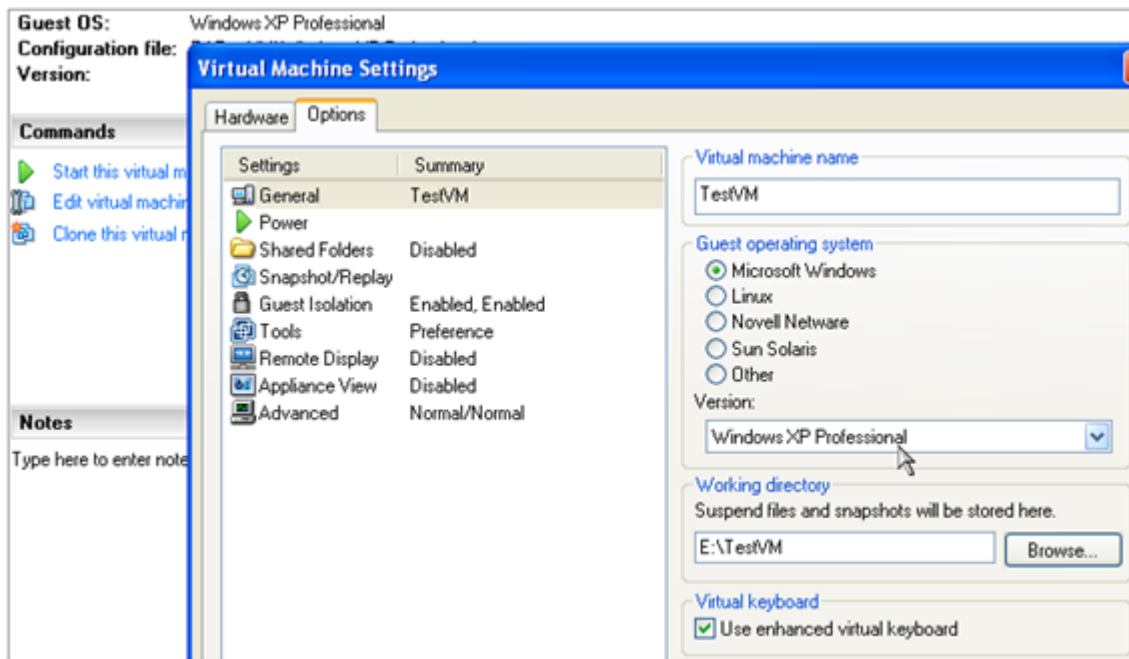 Guest OS: Windows XP Professional
Configuration file:
Version:
Virtual Machine Settings
Hardware Options
Commands
Start this virtual m
Edit virtual machin
Clone this virtual r
Notes
Type here to enter note
Settings Summary
General TestVM
Power
Shared Folders Disabled
Snapshot/Replay
Guest Isolation Enabled, Enabled
Tools Preference
Remote Display Disabled
Appliance View Disabled
Advanced Normal/Normal
Virtual machine name
TestVM
Guest operating system
Microsoft Windows
Linux
Novell Netware
Sun Solaris
Other
Version:
Windows XP Professional
Working directory
Suspend files and snapshots will be stored here.
E:\TestVM Browse...
Virtual keyboard
Use enhanced virtual keyboard